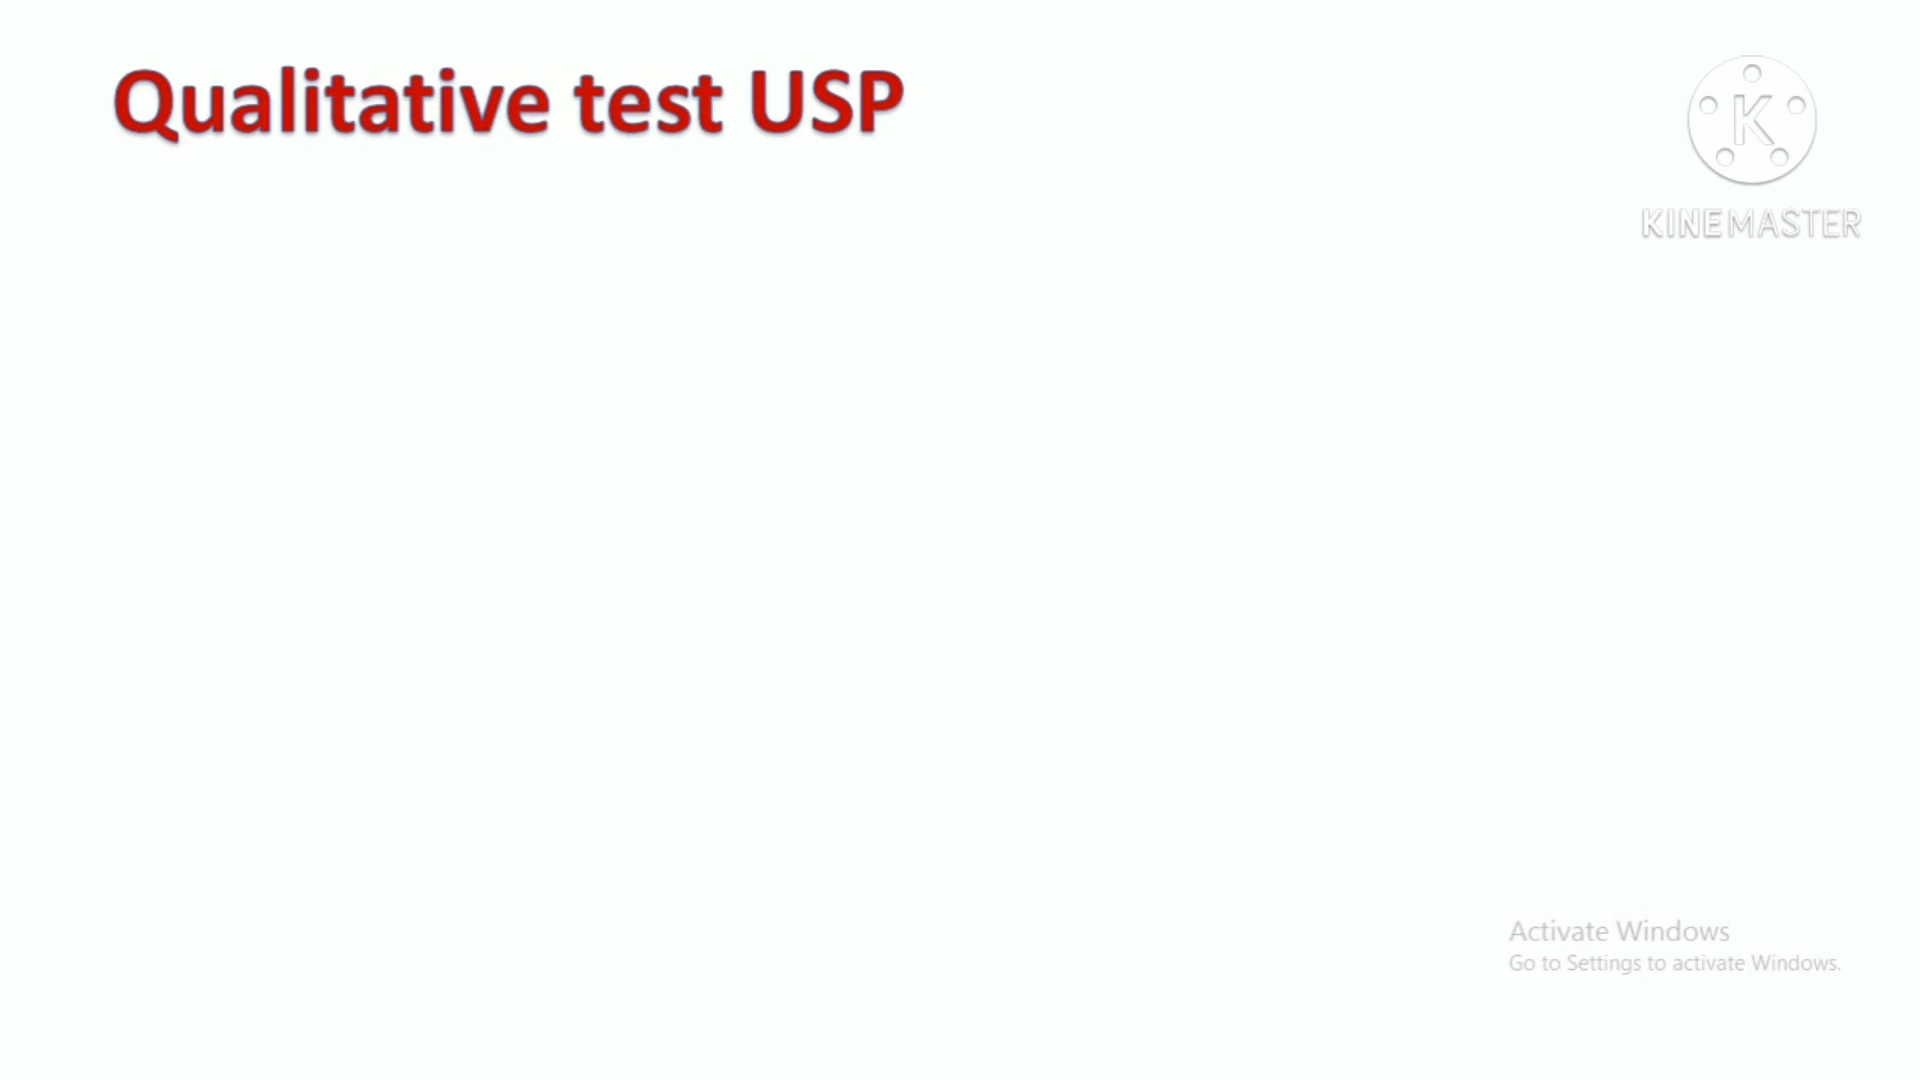 Qualitative test USP
K
KINEMASTER
Activate Windows
Go to Settings to activate Windows.